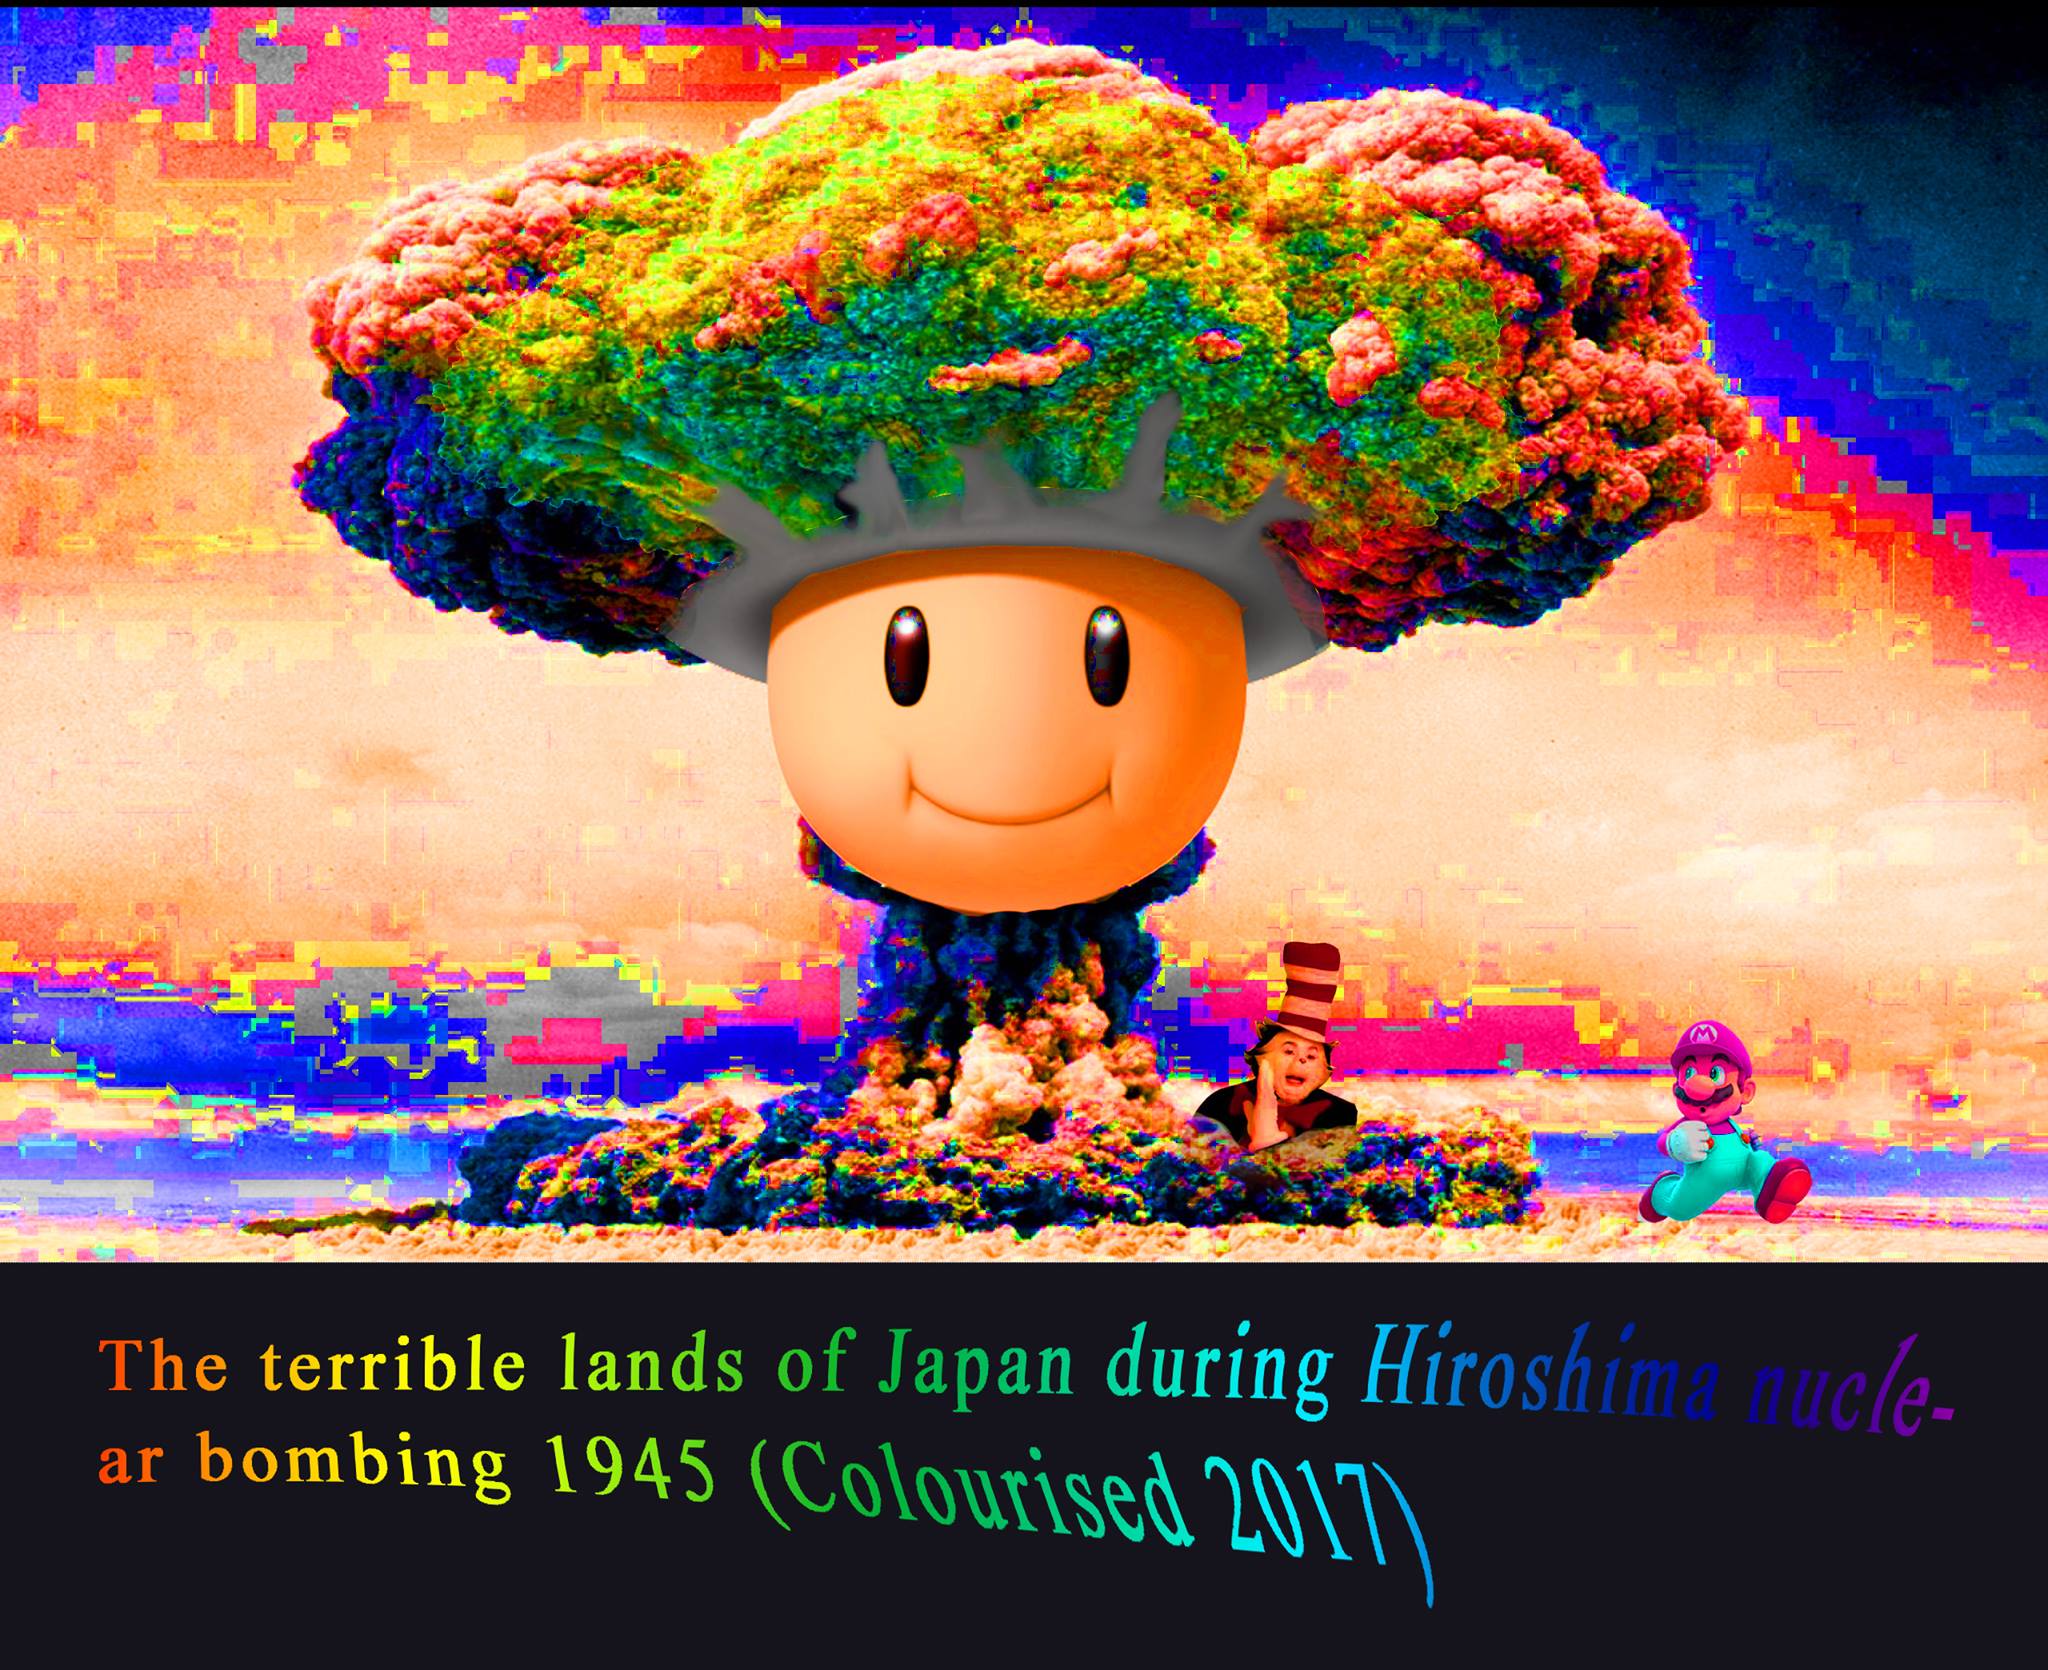 M
The terrible lands of Japan during Hiroshima nucle-
ar bombing 1945 (Colourised 2017)